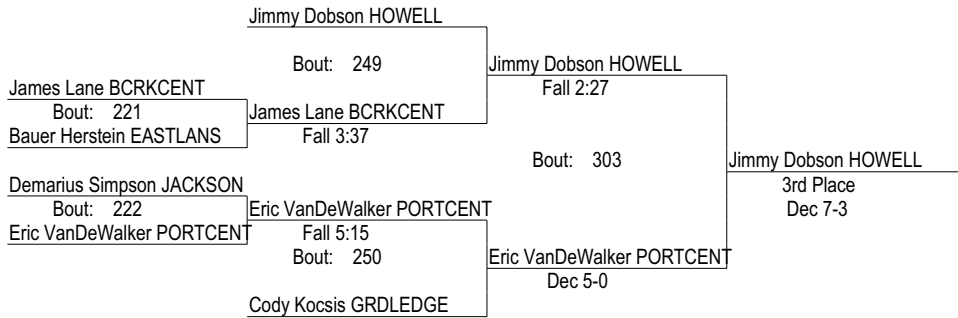 Jimmy Dobson HOWELL
Bout: 249
Jimmy Dobson HOWELL
Fall 2:27
James Lane BCRKCENT
Bout: 221
James Lane BCRKCENT
Bauer Herstein EASTLANS
Fall 3:37
Bout: 303
Jimmy Dobson HOWELL
3rd Place
Dec 7-3
Demarius Simpson JACKSON
Bout: 222
Eric VanDeWalker PORTCENT
Eric VanDeWalker PORTCENT
Fall 5:15
Bout: 250
Eric VanDeWalker PORTCENT
Dec 5-0
Cody Kocsis GRDLEDGE